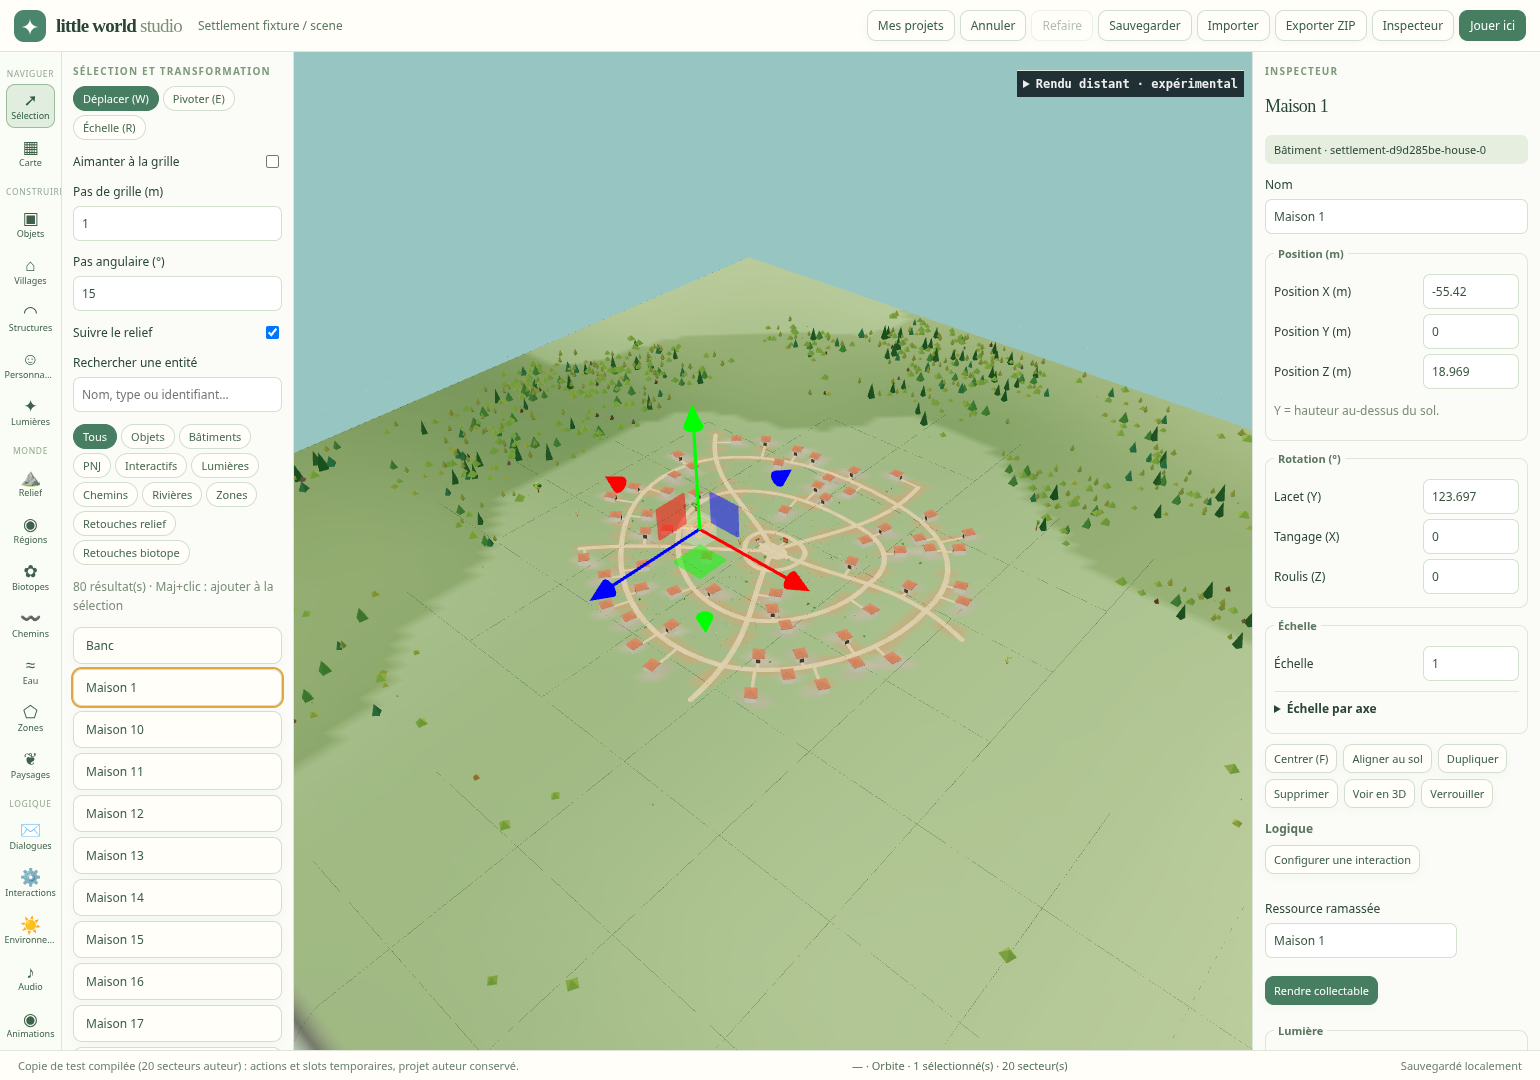 little world studio
Settlement fixture / scene
Mes projets
Annuler
Refaire
Sauvegarder
Importer
Exporter ZIP
Inspecteur
Jouer ici
NAVIGUER
Sélection
Carte
CONSTRUIRE
Objets
Villages
Structures
Personna...
Lumières
MONDE
Relief
Régions
Biotopes
Chemins
Eau
Zones
Paysages
LOGIQUE
Dialogues
Interactions
Environne...
Audio
Animations
SÉLECTION ET TRANSFORMATION
Déplacer (W)
Pivoter (E)
Échelle (R)
Aimanter à la grille
Pas de grille (m)
1
Pas angulaire (°)
15
Suivre le relief
Rechercher une entité
Nom, type ou identifiant...
Tous
Objets
Bâtiments
PNJ
Interactifs
Lumières
Chemins
Rivières
Zones
Retouches relief
Retouches biotope
80 résultat(s) · Maj+clic : ajouter à la
sélection
Banc
Maison 1
Maison 10
Maison 11
Maison 12
Maison 13
Maison 14
Maison 15
Maison 16
Maison 17
Rendu distant · expérimental
INSPECTEUR
Maison 1
Bâtiment · settlement-d9d285be-house-0
Nom
Maison 1
Position (m)
Position X (m)
-55.42
Position Y (m)
0
Position Z (m)
18.969
Y = hauteur au-dessus du sol.
Rotation (°)
Lacet (Y)
123.697
Tangage (X)
0
Roulis (Z)
0
Échelle
Échelle
1
Échelle par axe
Centrer (F)
Aligner au sol
Dupliquer
Supprimer
Voir en 3D
Verrouiller
Logique
Configurer une interaction
Ressource ramassée
Maison 1
Rendre collectable
Lumière
Copie de test compilée (20 secteurs auteur) : actions et slots temporaires, projet auteur conservé.
— · Orbite · 1 sélectionné(s) · 20 secteur(s)
Sauvegardé localement